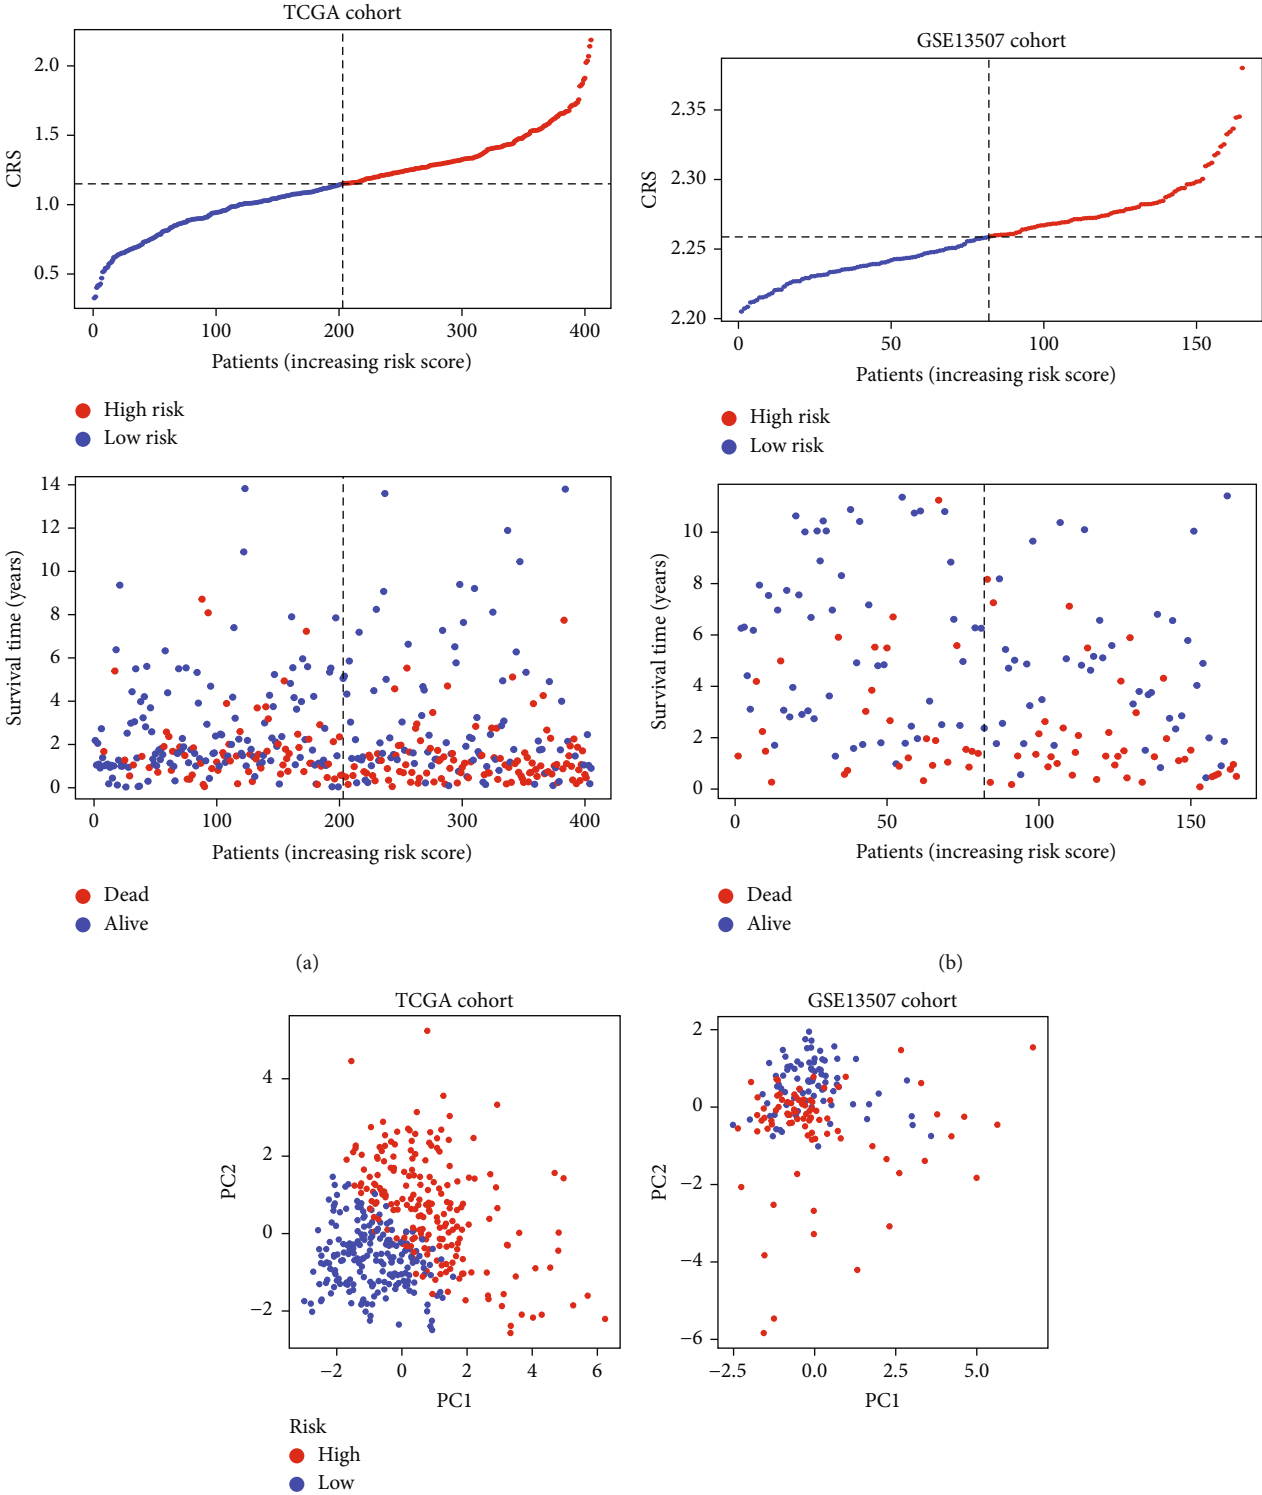 TCGA cohort
CRS
2.0
1.5
1.0
0.5
0 100 200 300 400
Patients (increasing risk score)
High risk
Low risk
GSE13507 cohort
CRS
2.35
2.30
2.25
2.20
0 50 100 150
Patients (increasing risk score)
High risk
Low risk
Survival time (years)
14
12
10
8
6
4
2
0
0 100 200 300 400
Patients (increasing risk score)
Dead
Alive
(a)
Survival time (years)
10
8
6
4
2
0
0 50 100 150
Patients (increasing risk score)
Dead
Alive
(b)
TCGA cohort
PC2
4
2
0
−2
−2 0 2 4 6
PC1
Risk
High
Low
GSE13507 cohort
PC2
2
0
−2
−4
−6
−2.5 0.0 2.5 5.0
PC1